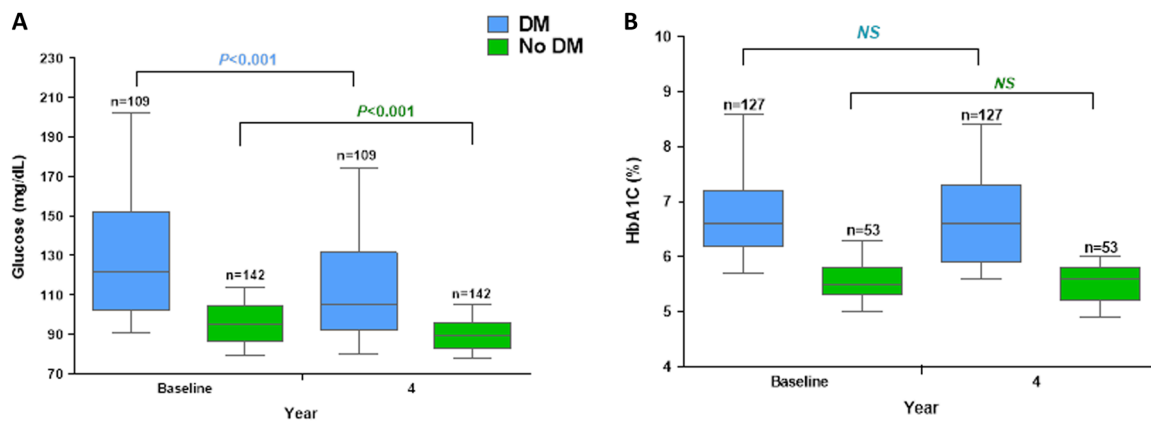 A
DM
No DM
Glucose (mg/dL)
230
210
190
170
150
130
110
90
70
P<0.001
n=109
P<0.001
n=109
n=142
n=142
Baseline
4
Year
B
HbA1C (%)
10
9
8
7
6
5
4
NS
NS
n=127
n=127
n=53
n=53
Baseline
4
Year